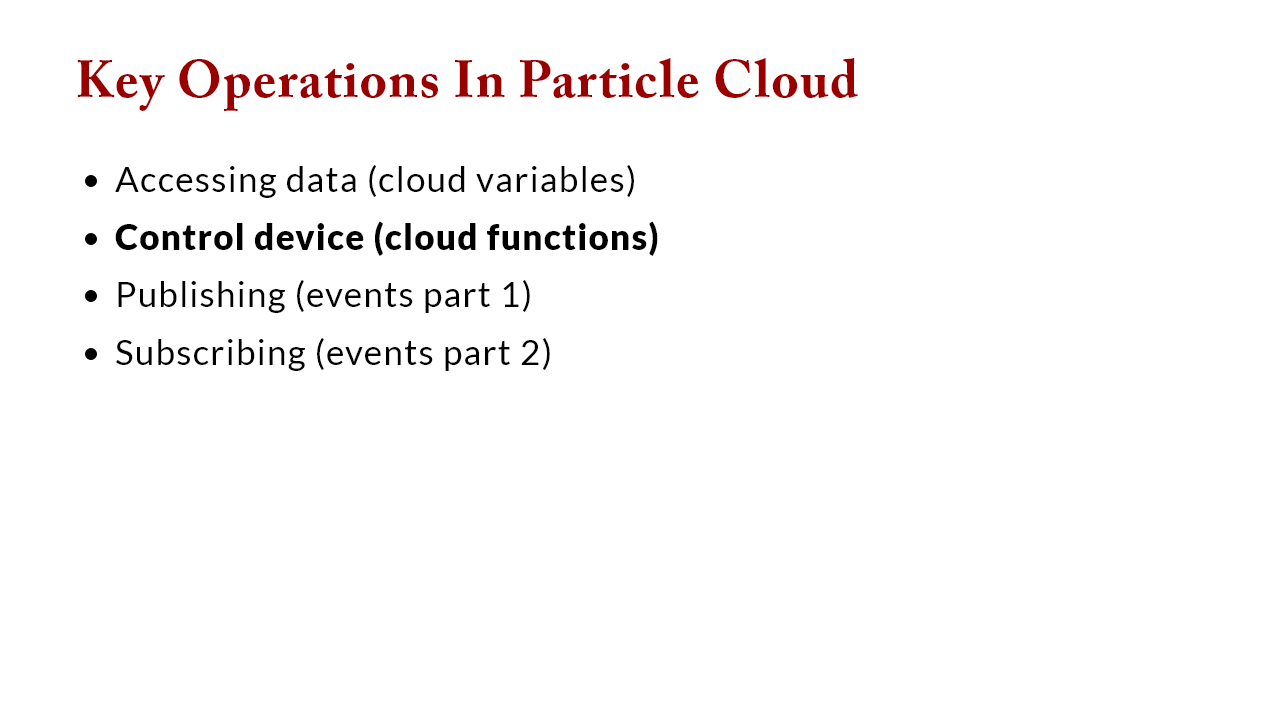 Key Operations In Particle Cloud
• Accessing data (cloud variables)
• Control device (cloud functions)
• Publishing (events part 1)
• Subscribing (events part 2)